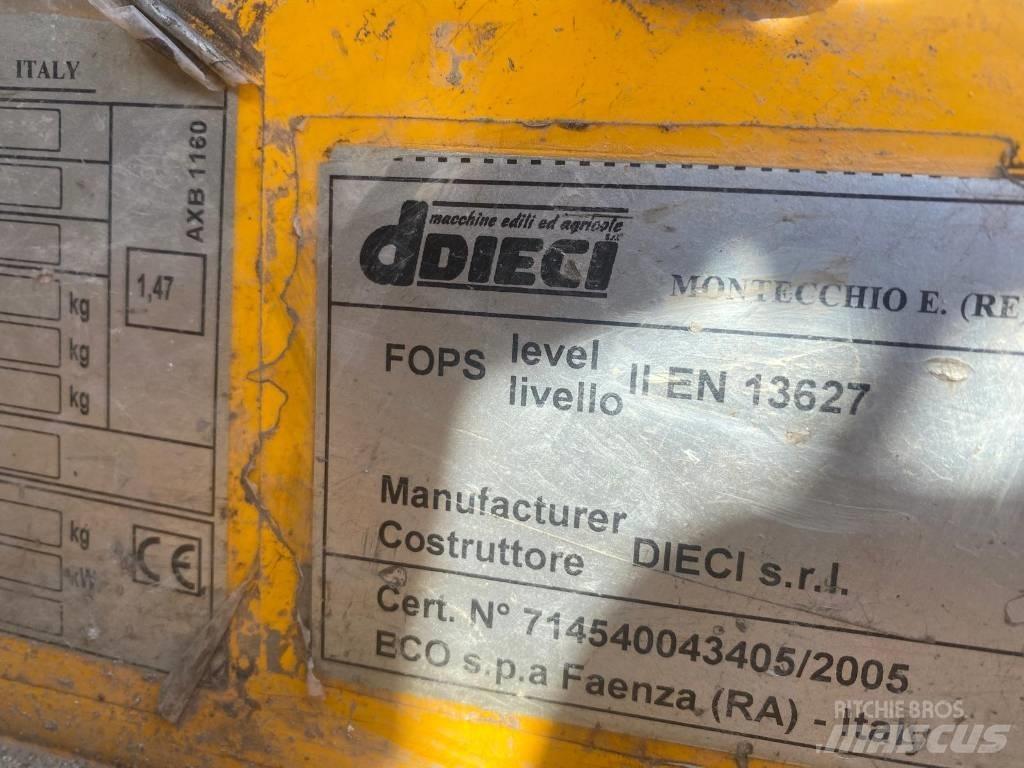 ITALY
AXB 1160
1,47
kg
kg
kg
kg
kW
CE
macchine edili ed agricole s.r.l.
dDIECI
MONTECCHIO E. (RE)
FOPS level livello II EN 13627
Manufacturer
Costruttore DIECI s.r.l.
Cert. N° 714540043405/2005
ECO s.p.a Faenza (RA) - Italy
RITCHIE BROS.
MASCUS